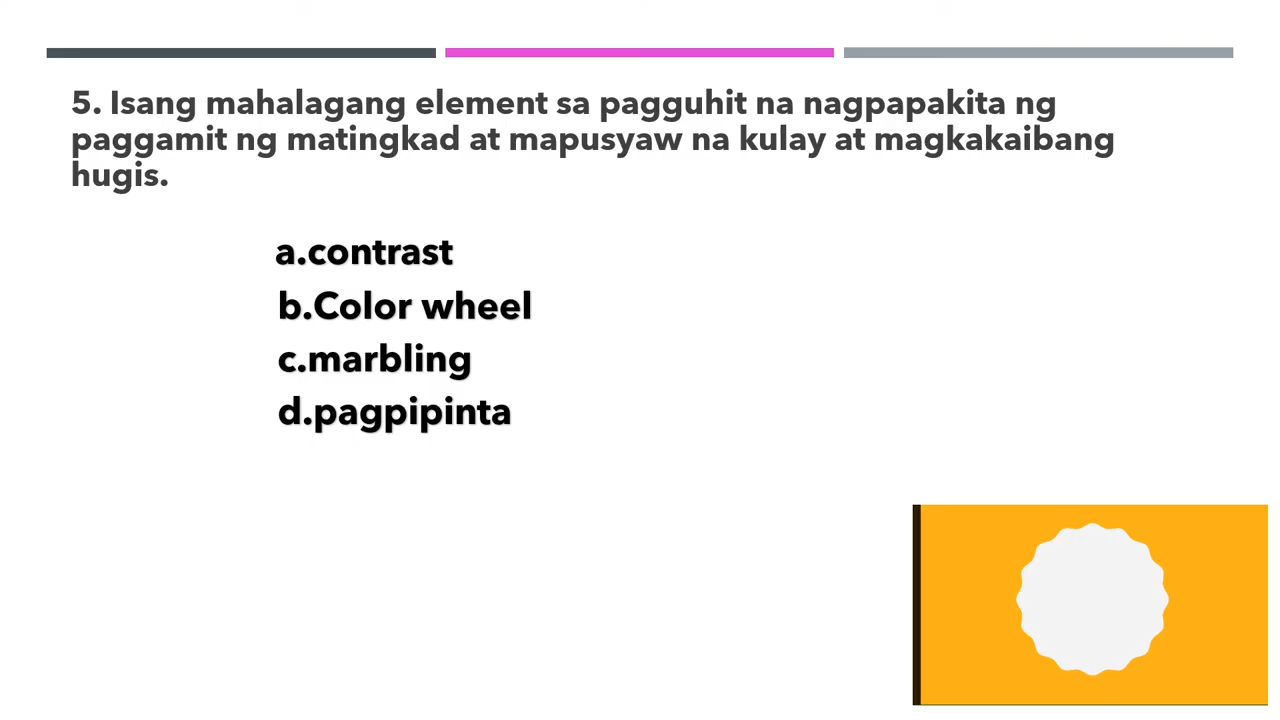 5. Isang mahalagang element sa pagguhit na nagpapakita ng
paggamit ng matingkad at mapusyaw na kulay at magkakaibang
hugis.
a.contrast
b.Color wheel
c.marbling
d.pagpipinta